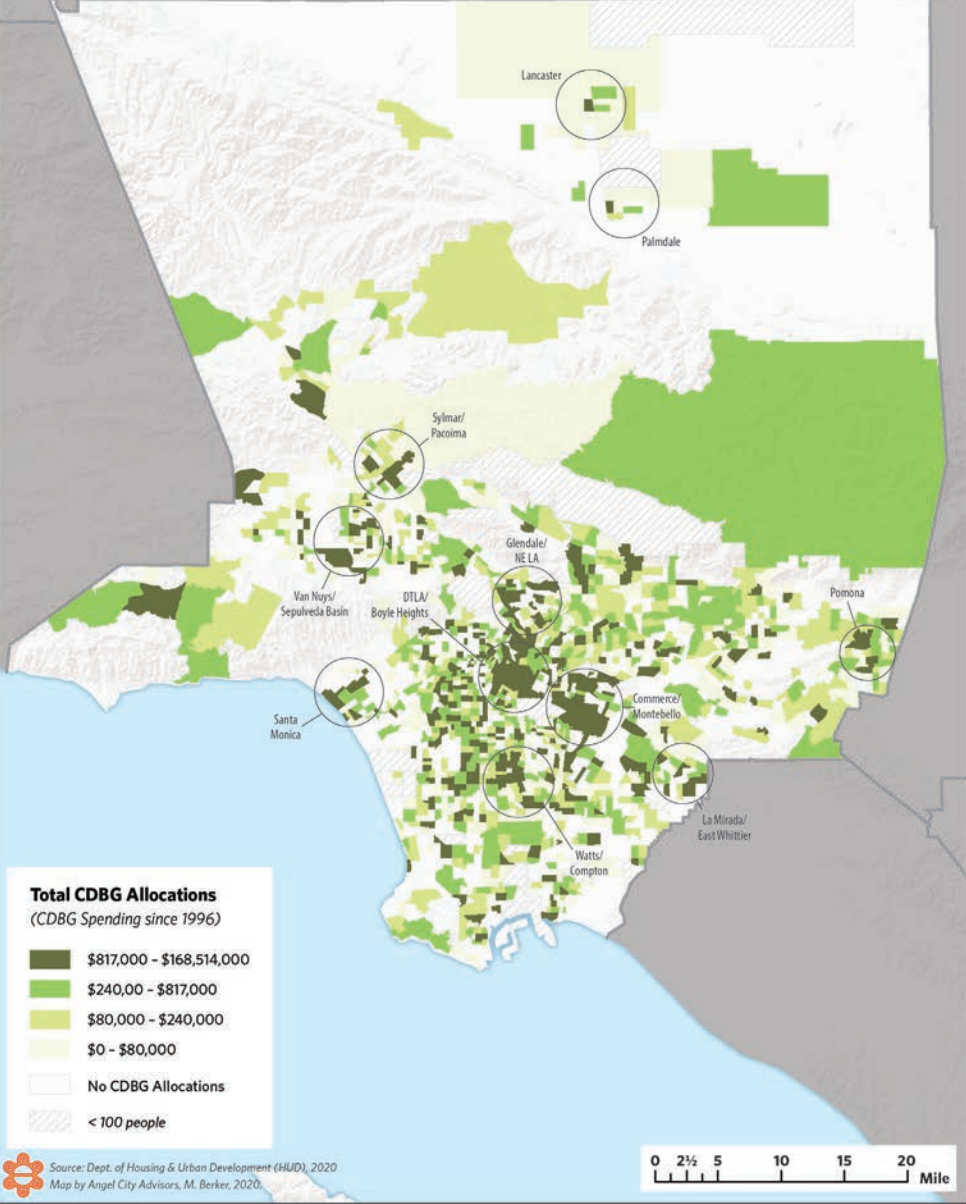 Lancaster
Palmdale
Sylmar/
Pacoima
Glendale/
NE LA
Van Nuys/
Sepulveda Basin
DTLA/
Boyle Heights
Pomona
Santa
Monica
Commerce/
Montebello
La Mirada/
East Whittier
Watts/
Compton
Total CDBG Allocations
(CDBG Spending since 1996)
$817,000 - $168,514,000
$240,00 - $817,000
$80,000 - $240,000
$0 - $80,000
No CDBG Allocations
< 100 people
Source: Dept. of Housing & Urban Development (HUD), 2020
Map by Angel City Advisors, M. Berker, 2020.
0 2½ 5 10 15 20
Mile